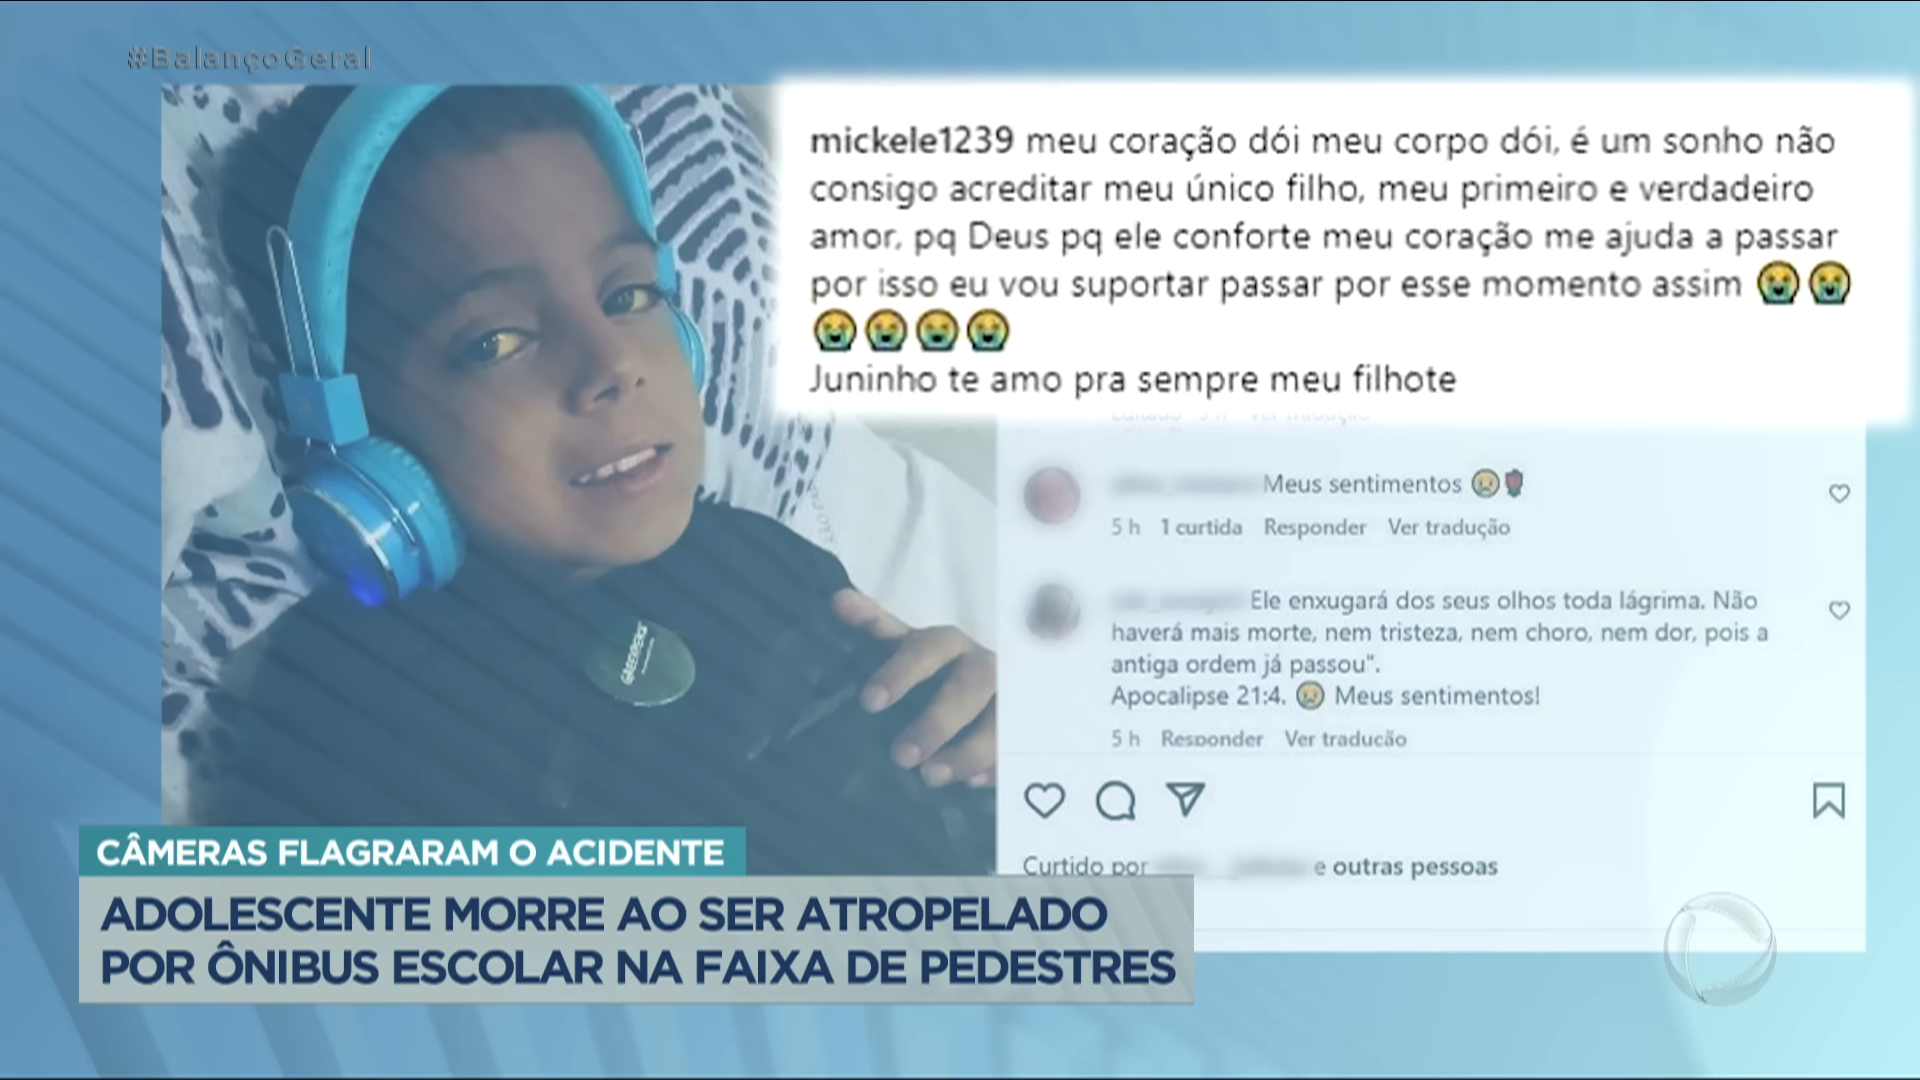 #BalançoGeral
mickele1239 meu coração dói meu corpo dói, é um sonho não
consigo acreditar meu único filho, meu primeiro e verdadeiro
amor, pq Deus pq ele conforte meu coração me ajuda a passar
por isso eu vou suportar passar por esse momento assim 😭😭
😭😭😭😭
Juninho te amo pra sempre meu filhote
Meus sentimentos 😢🌹
5 h 1 curtida Responder Ver tradução
Ele enxugará dos seus olhos toda lágrima. Não
haverá mais morte, nem tristeza, nem choro, nem dor, pois a
antiga ordem já passou".
Apocalipse 21:4. 😢 Meus sentimentos!
5 h Responder Ver tradução
Curtido por e outras pessoas
CÂMERAS FLAGRARAM O ACIDENTE
ADOLESCENTE MORRE AO SER ATROPELADO
POR ÔNIBUS ESCOLAR NA FAIXA DE PEDESTRES